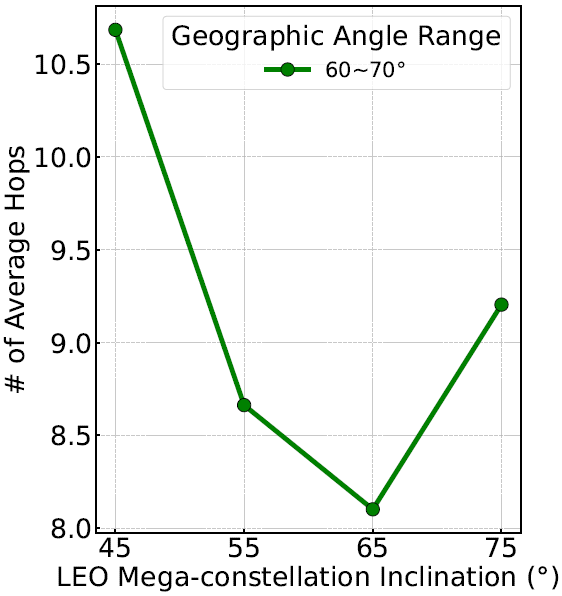 Geographic Angle Range
60~70°
# of Average Hops
10.5
10.0
9.5
9.0
8.5
8.0
45 55 65 75
LEO Mega-constellation Inclination (°)